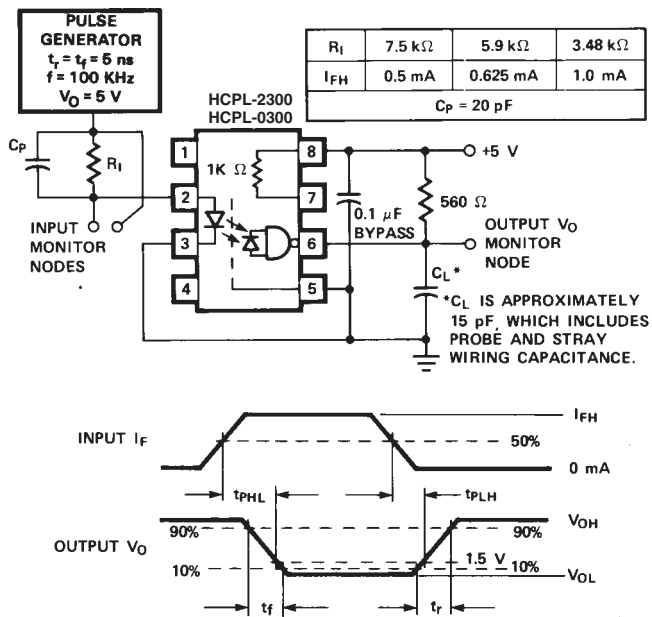 PULSE
GENERATOR
tr = tf = 5 ns
f = 100 KHz
VO = 5 V
RI 7.5 kΩ 5.9 kΩ 3.48 kΩ
IFH 0.5 mA 0.625 mA 1.0 mA
CP = 20 pF
HCPL-2300
HCPL-0300
CP
RI
1
2
3
4
1K Ω
8
7
6
5
+5 V
0.1 μF
BYPASS
560 Ω
INPUT
MONITOR
NODES
OUTPUT VO
MONITOR
NODE
CL*
*CL IS APPROXIMATELY
15 pF, WHICH INCLUDES
PROBE AND STRAY
WIRING CAPACITANCE.
INPUT IF
IFH
50%
0 mA
tPHL
tPLH
OUTPUT VO
90%
10%
VOH
90%
1.5 V
10%
VOL
tf
tr